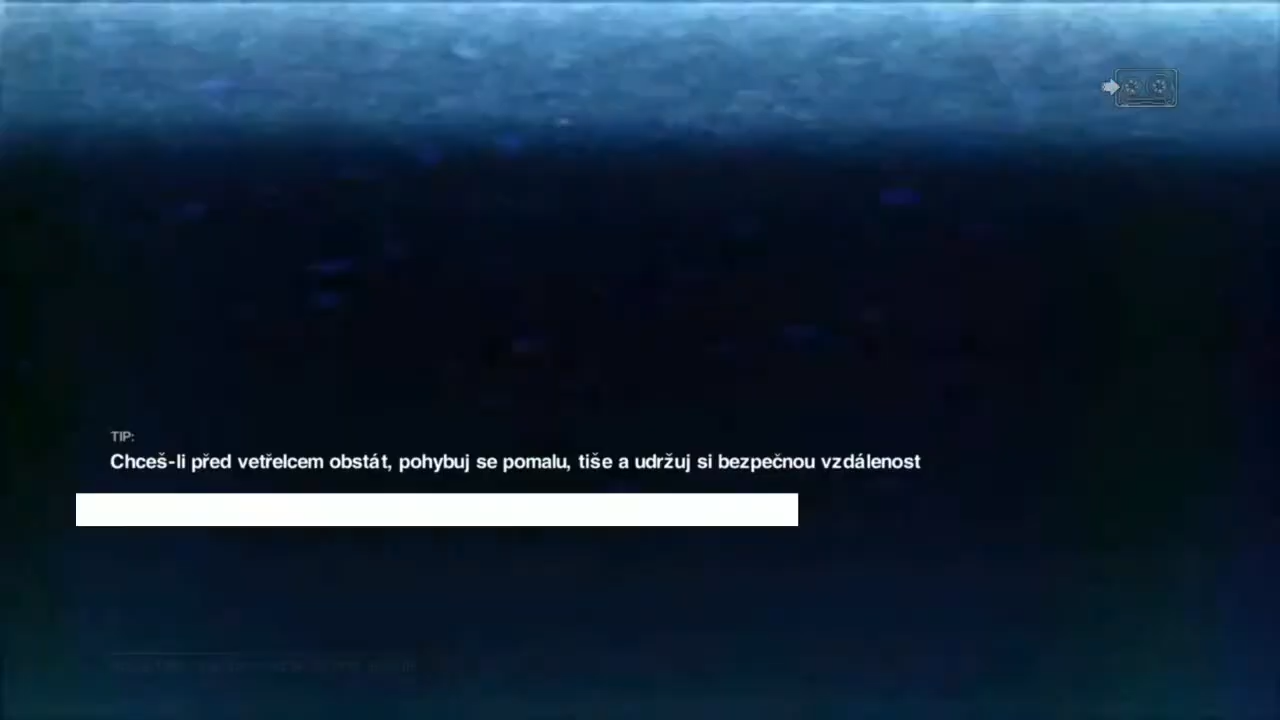 TIP:
Chceš-li před vetřelcem obstát, pohybuj se pomalu, tiše a udržuj si bezpečnou vzdálenost